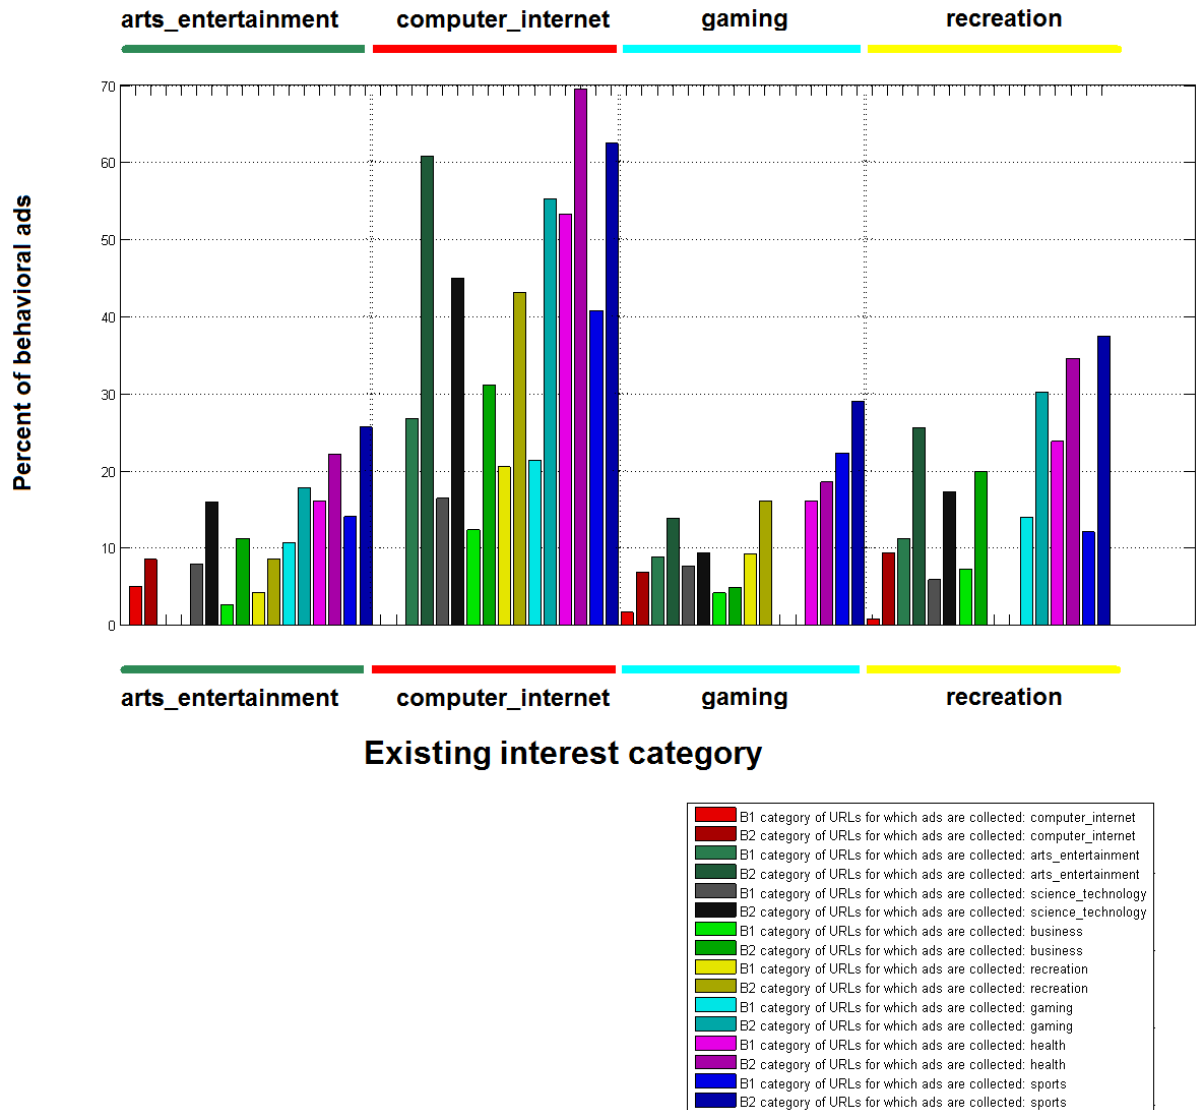 arts_entertainment computer_internet gaming recreation
70
60
50
40
30
20
10
0
Percent of behavioral ads
arts_entertainment computer_internet gaming recreation
Existing interest category
B1 category of URLs for which ads are collected: computer_internet
B2 category of URLs for which ads are collected: computer_internet
B1 category of URLs for which ads are collected: arts_entertainment
B2 category of URLs for which ads are collected: arts_entertainment
B1 category of URLs for which ads are collected: science_technology
B2 category of URLs for which ads are collected: science_technology
B1 category of URLs for which ads are collected: business
B2 category of URLs for which ads are collected: business
B1 category of URLs for which ads are collected: recreation
B2 category of URLs for which ads are collected: recreation
B1 category of URLs for which ads are collected: gaming
B2 category of URLs for which ads are collected: gaming
B1 category of URLs for which ads are collected: health
B2 category of URLs for which ads are collected: health
B1 category of URLs for which ads are collected: sports
B2 category of URLs for which ads are collected: sports